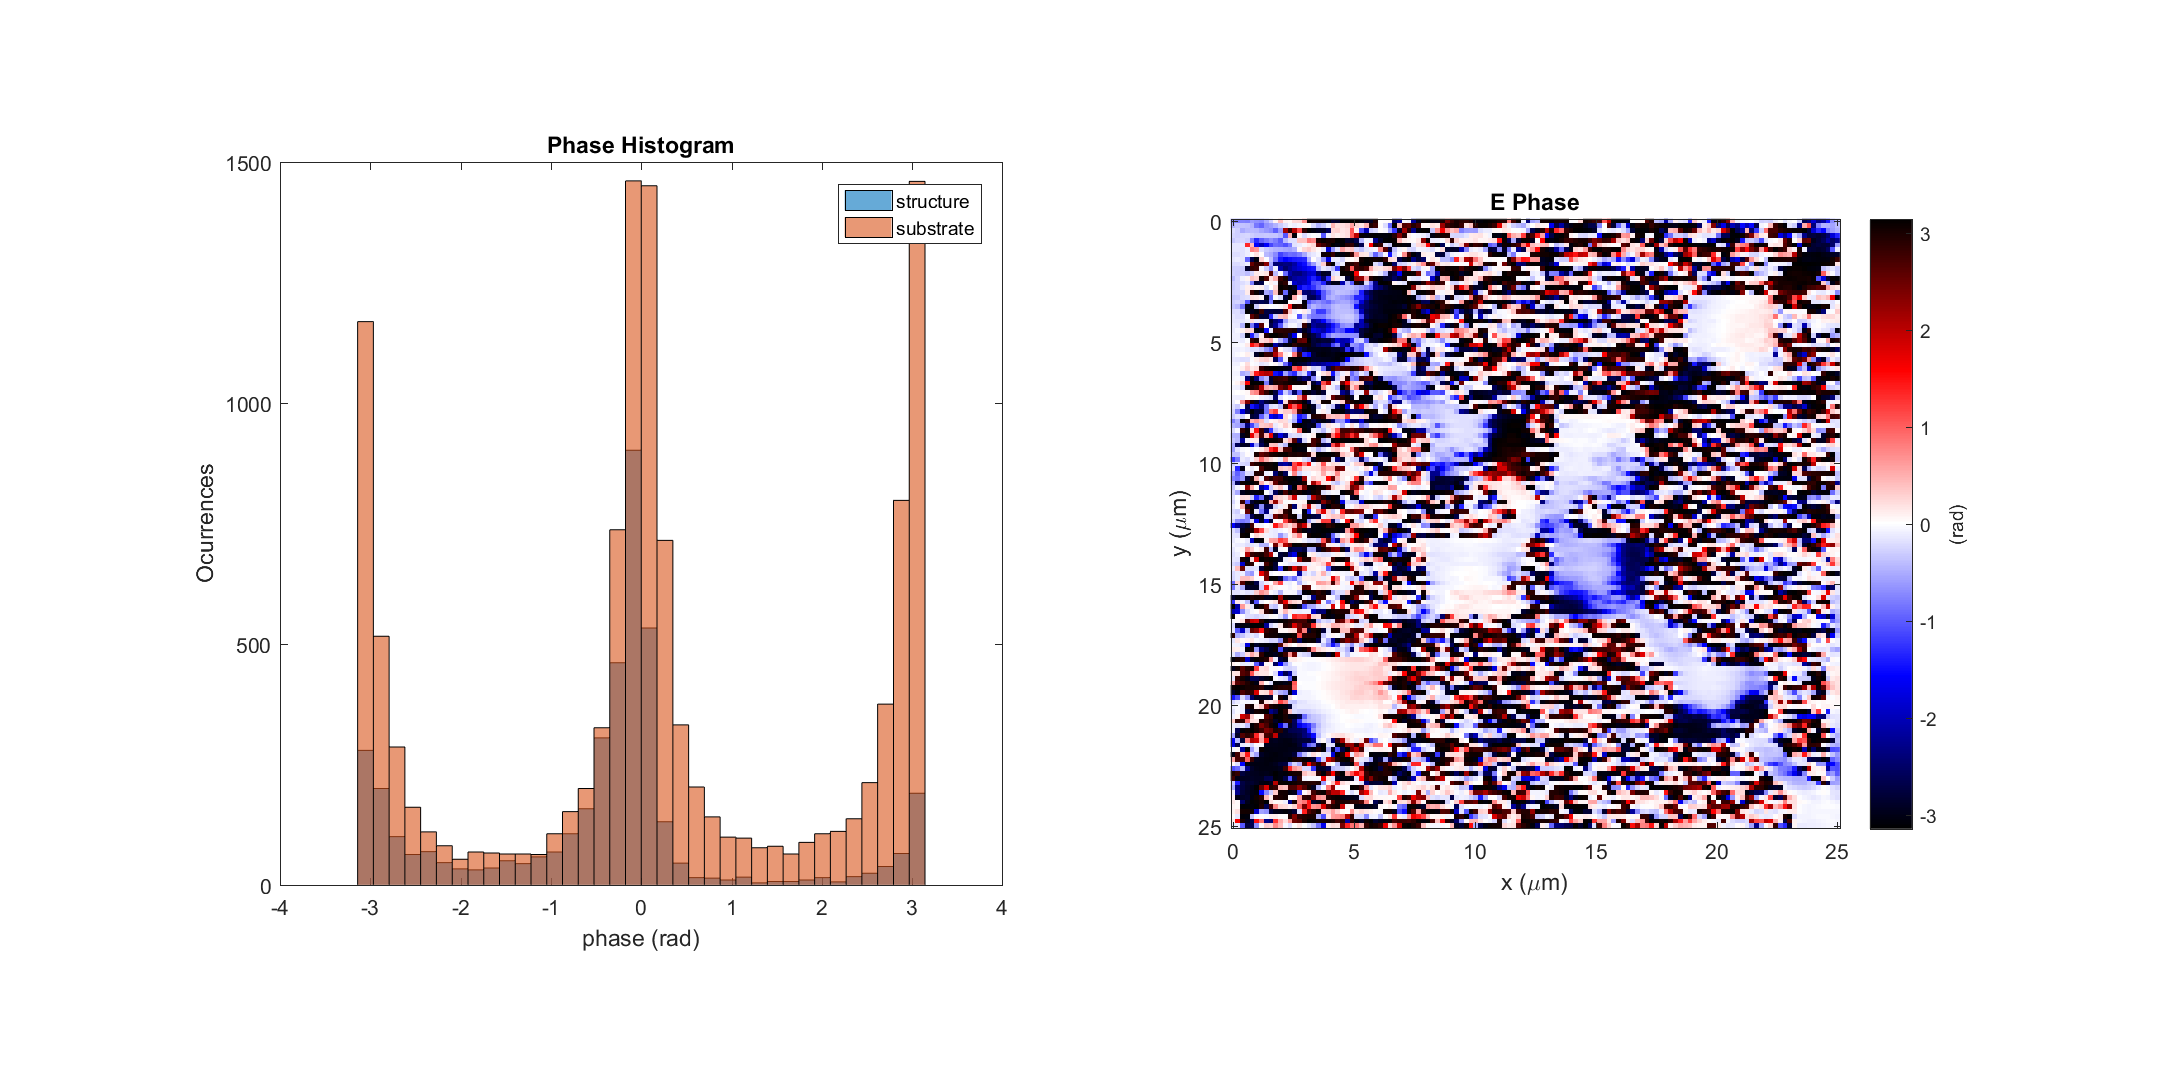 Phase Histogram
1500
1000
500
0
Ocurrences
-4 -3 -2 -1 0 1 2 3 4
phase (rad)
structure
substrate
E Phase
0
5
10
15
20
25
y (μm)
0 5 10 15 20 25
x (μm)
3
2
1
0
-1
-2
-3
(rad)